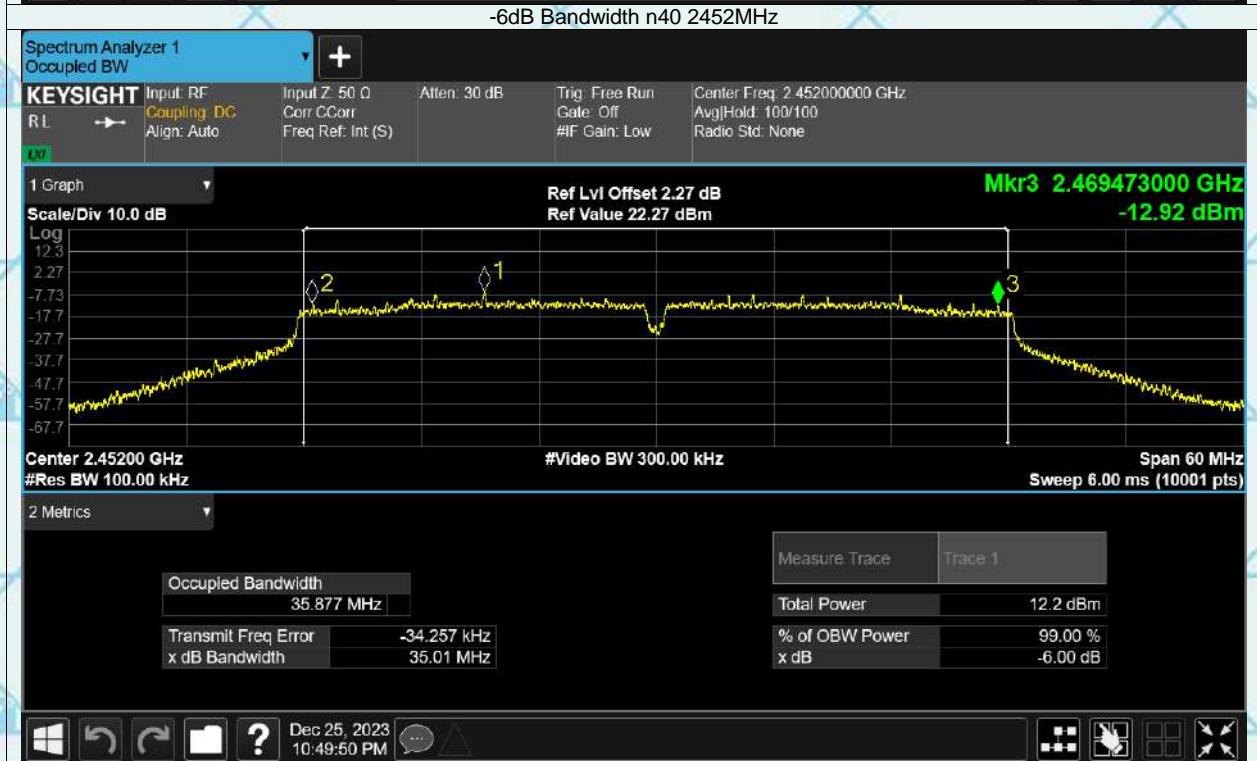 -6dB Bandwidth n40 2452MHz
Spectrum Analyzer 1
Occupied BW
+
KEYSIGHT
RL
LXI
Input: RF
Coupling: DC
Align: Auto
Input Z: 50 Ω
Corr CCorr
Freq Ref: Int (S)
Atten: 30 dB
Trig: Free Run
Gate: Off
#IF Gain: Low
Center Freq: 2.452000000 GHz
Avg|Hold: 100/100
Radio Std: None
1 Graph
Scale/Div 10.0 dB
Ref Lvl Offset 2.27 dB
Ref Value 22.27 dBm
Mkr3 2.469473000 GHz
-12.92 dBm
Log
12.3
2.27
-7.73
-17.7
-27.7
-37.7
-47.7
-57.7
-67.7
2
1
3
Center 2.45200 GHz
#Video BW 300.00 kHz
Span 60 MHz
#Res BW 100.00 kHz
Sweep 6.00 ms (10001 pts)
2 Metrics
Measure Trace
Trace 1
Occupied Bandwidth
35.877 MHz
Total Power
12.2 dBm
Transmit Freq Error
-34.257 kHz
% of OBW Power
99.00 %
x dB Bandwidth
35.01 MHz
x dB
-6.00 dB
?
Dec 25, 2023
10:49:50 PM